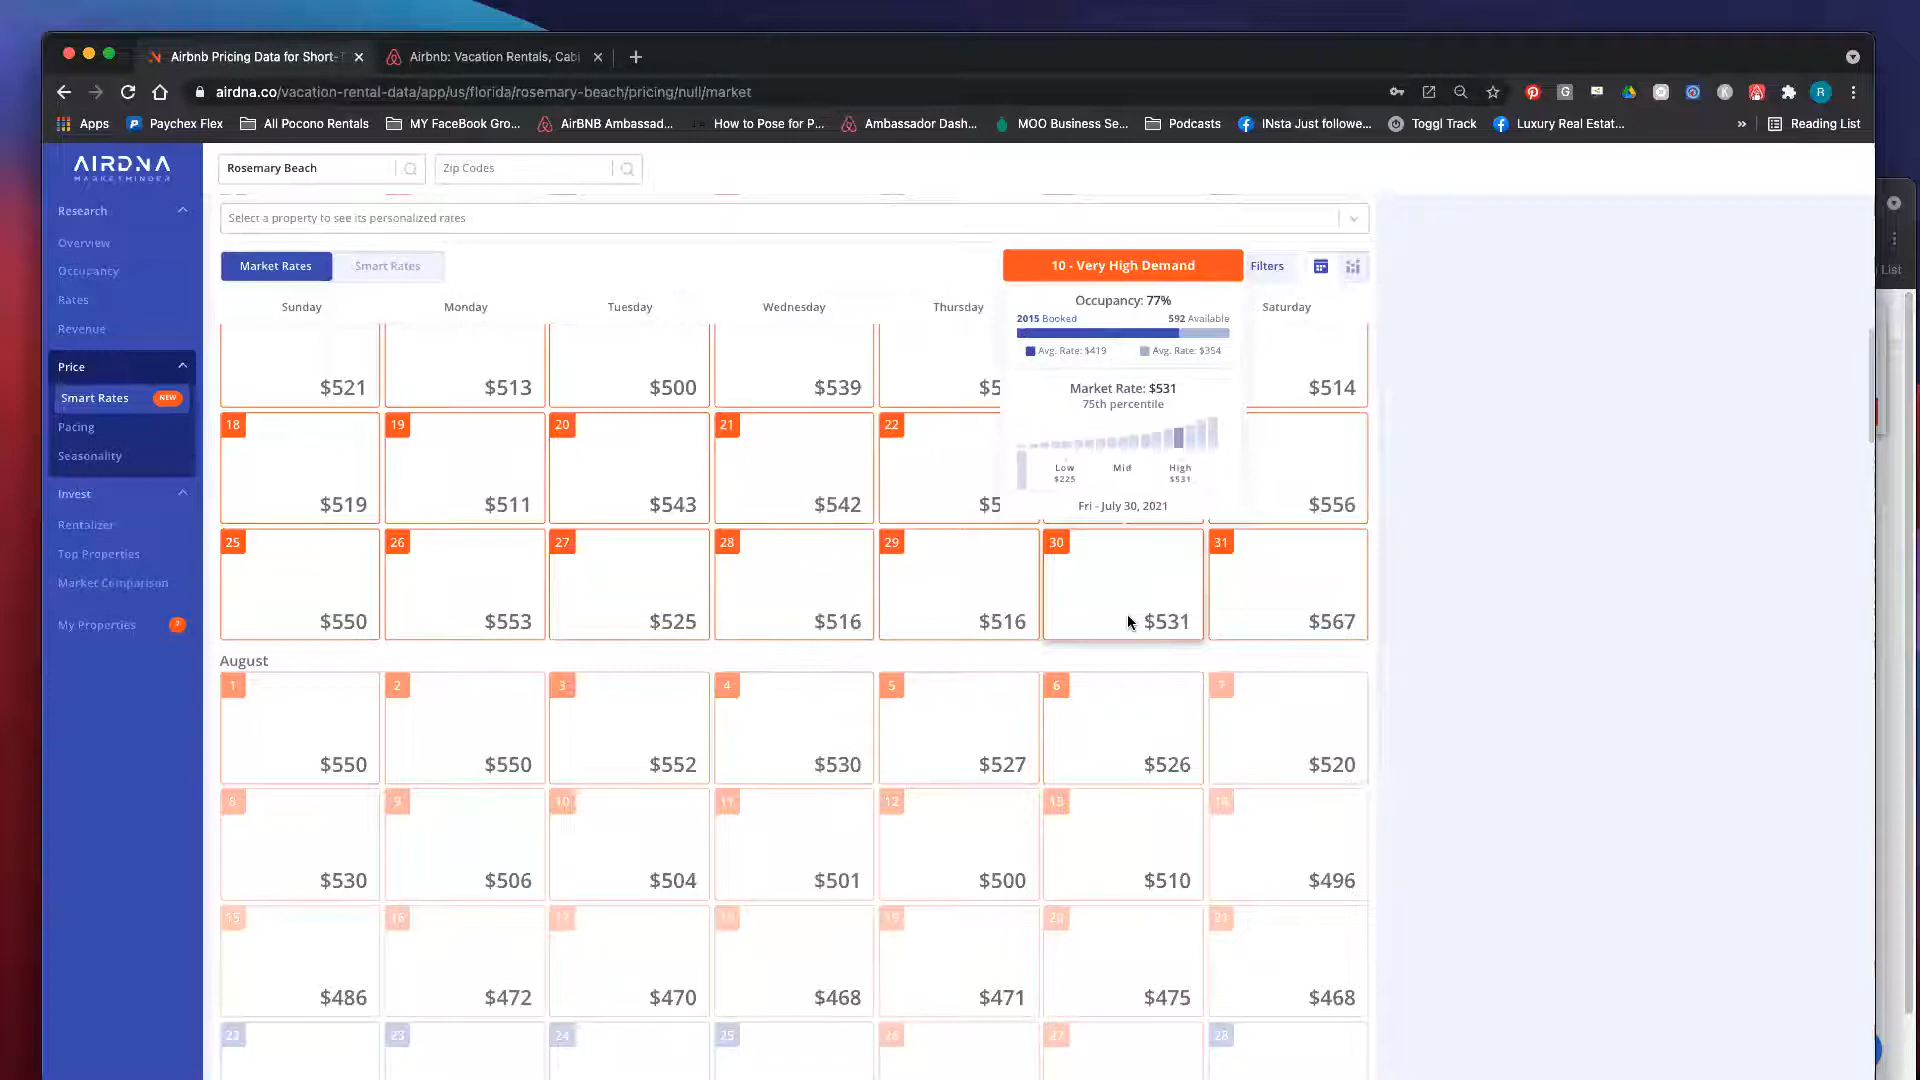 Airbnb Pricing Data for Short-T
Airbnb: Vacation Rentals, Cabi
airdna.co/vacation-rental-data/app/us/florida/rosemary-beach/pricing/null/market
Apps
Paychex Flex
All Pocono Rentals
MY FaceBook Gro...
AirBNB Ambassad...
How to Pose for P...
Ambassador Dash...
MOO Business Se...
Podcasts
INsta Just followe...
Toggl Track
Luxury Real Estat...
»
Reading List
AIRDNA
MARKETMINDER
Research
Overview
Occupancy
Rates
Revenue
Price
Smart Rates NEW
Pacing
Seasonality
Invest
Rentalizer
Top Properties
Market Comparison
My Properties
Rosemary Beach
Zip Codes
Select a property to see its personalized rates
Market Rates
Smart Rates
Filters
10 - Very High Demand
Occupancy: 77%
2015 Booked 592 Available
Avg. Rate: $419 Avg. Rate: $354
Market Rate: $531
75th percentile
Low Mid High
$225 $531
Fri - July 30, 2021
Sunday Monday Tuesday Wednesday Thursday Saturday
$521 $513 $500 $539 $5 $514
18 19 20 21 22
$519 $511 $543 $542 $5 $556
25 26 27 28 29 30 31
$550 $553 $525 $516 $516 $531 $567
August
1 2 3 4 5 6 7
$550 $550 $552 $530 $527 $526 $520
8 9 10 11 12 13 14
$530 $506 $504 $501 $500 $510 $496
15 16 17 18 19 20 21
$486 $472 $470 $468 $471 $475 $468
22 23 24 25 26 27 28
List